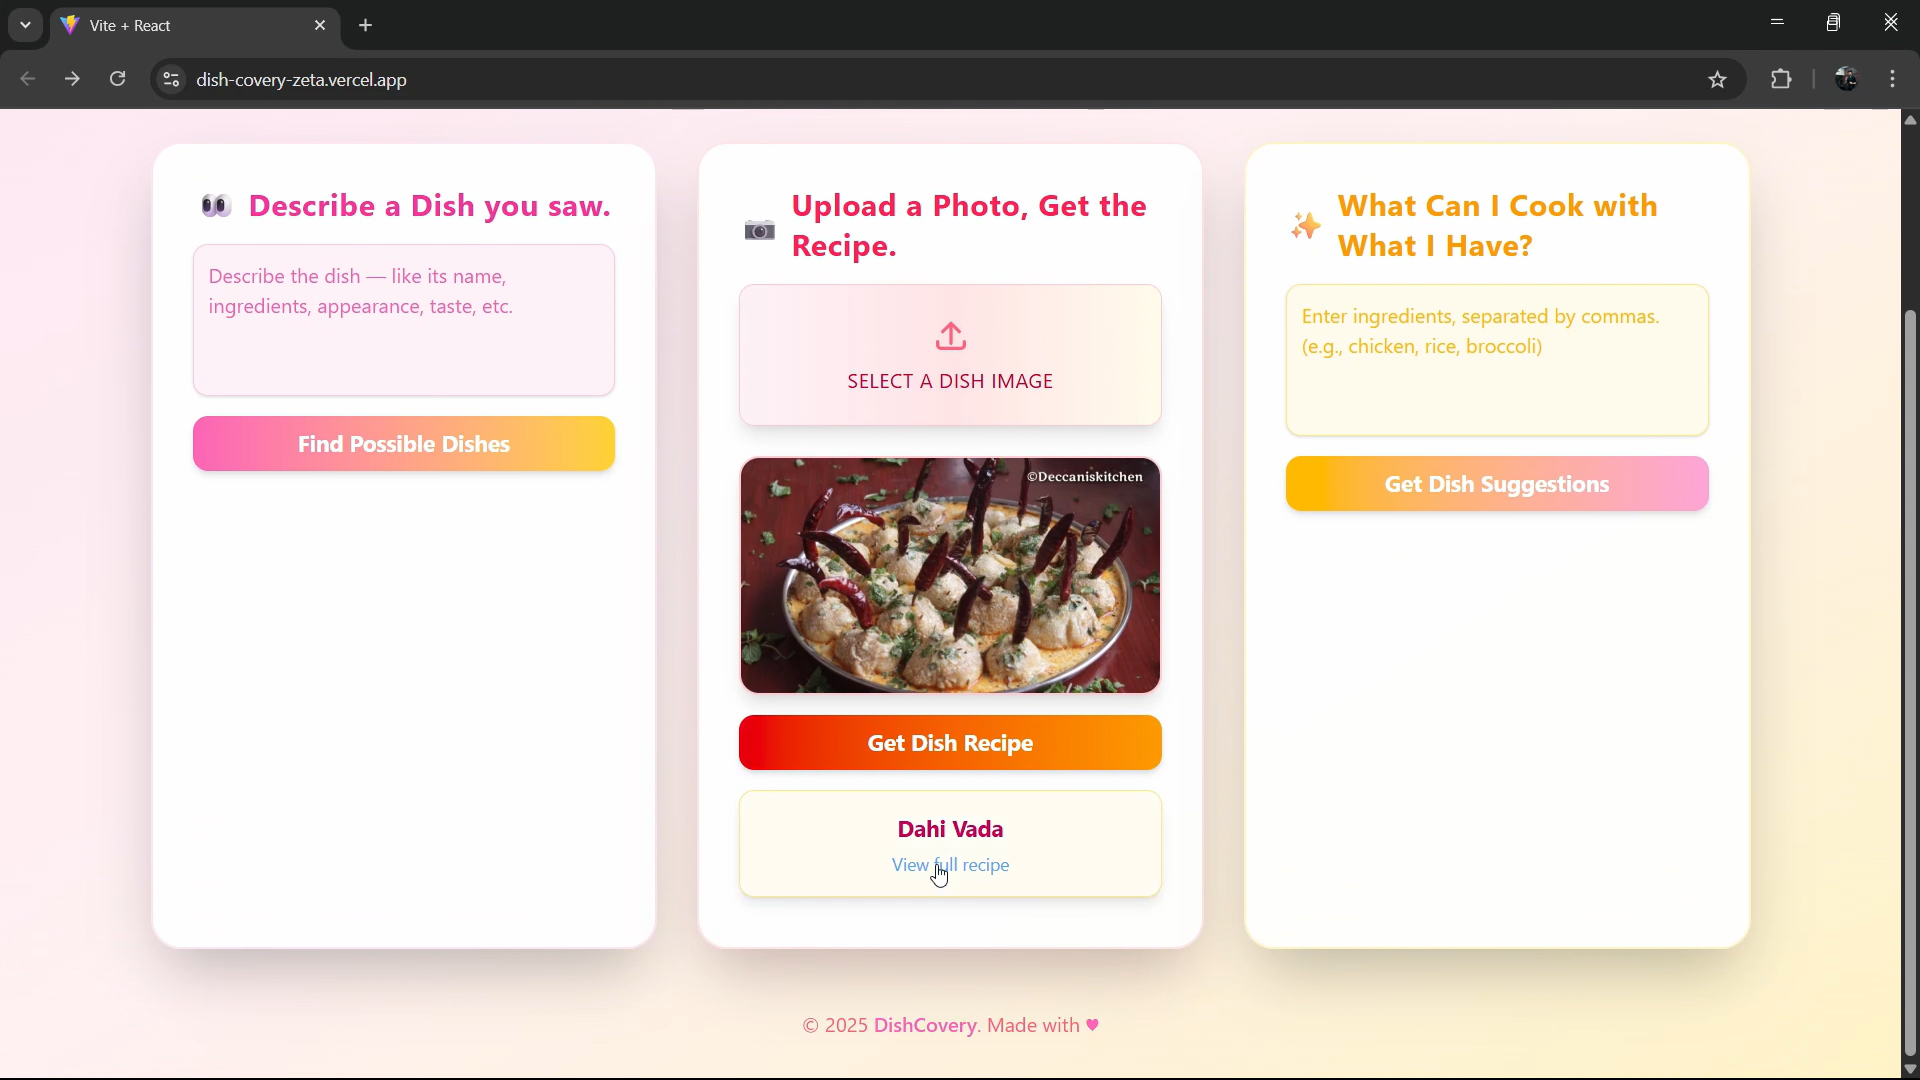 Vite + React
dish-covery-zeta.vercel.app
Describe a Dish you saw.
Describe the dish — like its name,
ingredients, appearance, taste, etc.
Find Possible Dishes
Upload a Photo, Get the
Recipe.
SELECT A DISH IMAGE
©Deccaniskitchen
Get Dish Recipe
Dahi Vada
View full recipe
What Can I Cook with
What I Have?
Enter ingredients, separated by commas.
(e.g., chicken, rice, broccoli)
Get Dish Suggestions
© 2025 DishCovery. Made with ♥